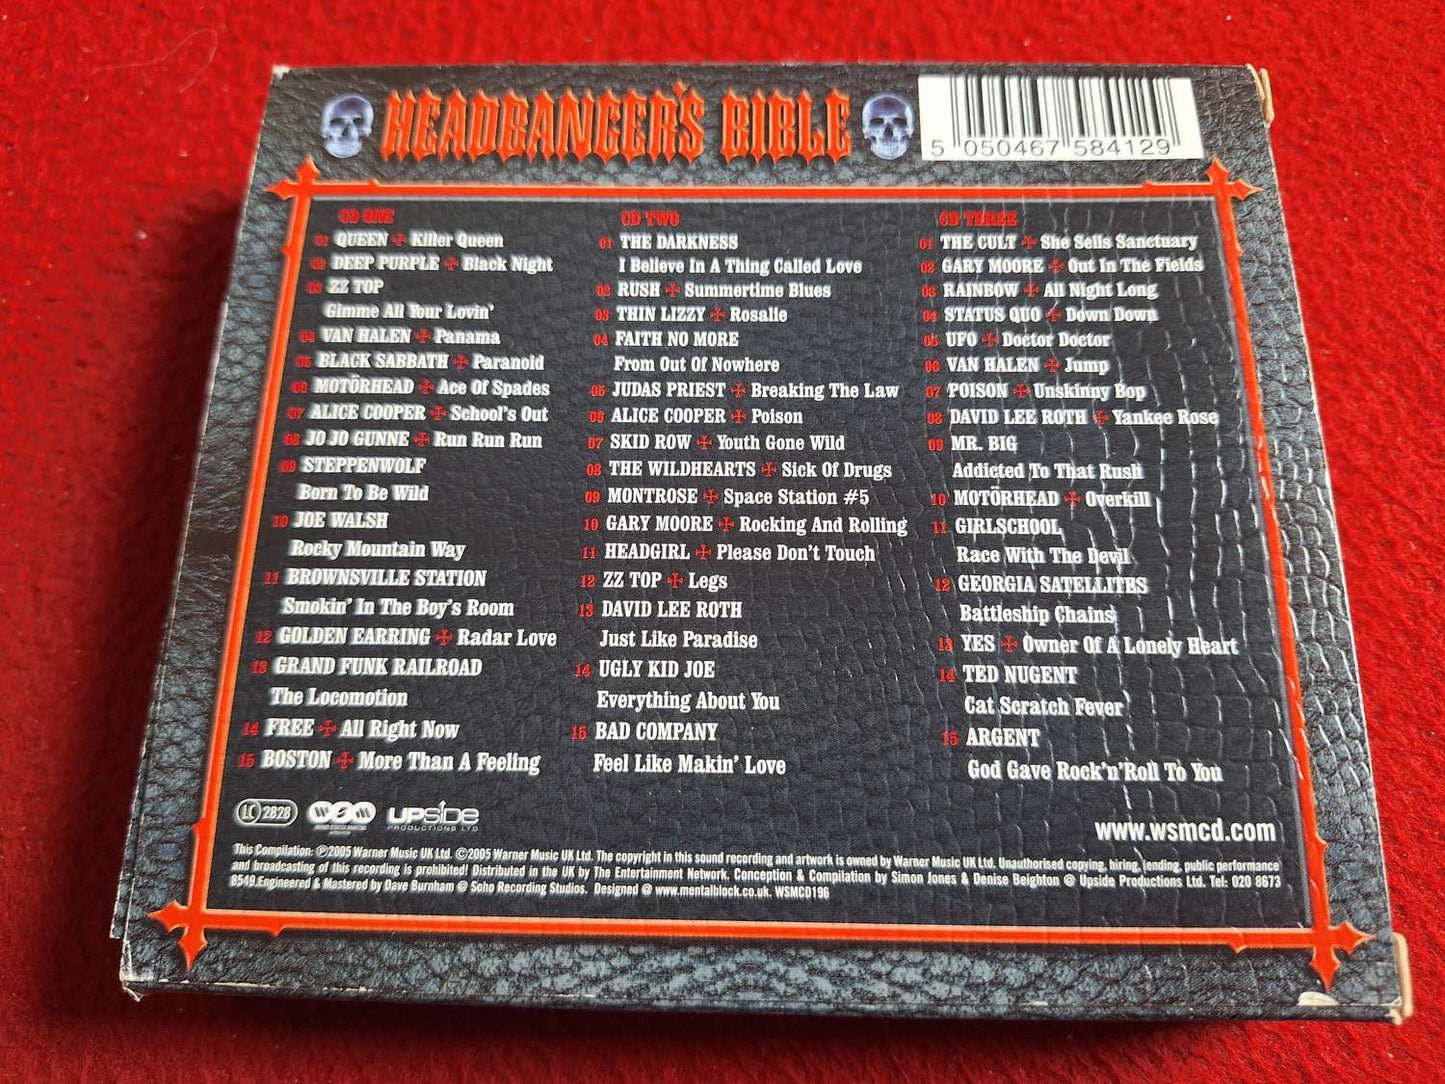 HEADBANGER'S BIBLE
5 050467 584129
CD ONE
01 QUEEN Killer Queen
02 DEEP PURPLE Black Night
03 ZZ TOP
Gimme All Your Lovin'
04 VAN HALEN Panama
05 BLACK SABBATH Paranoid
06 MOTÖRHEAD Ace Of Spades
07 ALICE COOPER School's Out
08 JO JO GUNNE Run Run Run
09 STEPPENWOLF
Born To Be Wild
10 JOE WALSH
Rocky Mountain Way
11 BROWNSVILLE STATION
Smokin' In The Boy's Room
12 GOLDEN EARRING Radar Love
13 GRAND FUNK RAILROAD
The Locomotion
14 FREE All Right Now
15 BOSTON More Than A Feeling
CD TWO
01 THE DARKNESS
I Believe In A Thing Called Love
02 RUSH Summertime Blues
03 THIN LIZZY Rosalie
04 FAITH NO MORE
From Out Of Nowhere
05 JUDAS PRIEST Breaking The Law
06 ALICE COOPER Poison
07 SKID ROW Youth Gone Wild
08 THE WILDHEARTS Sick Of Drugs
09 MONTROSE Space Station #5
10 GARY MOORE Rocking And Rolling
11 HEADGIRL Please Don't Touch
12 ZZ TOP Legs
13 DAVID LEE ROTH
Just Like Paradise
14 UGLY KID JOE
Everything About You
15 BAD COMPANY
Feel Like Makin' Love
CD THREE
01 THE CULT She Sells Sanctuary
02 GARY MOORE Out In The Fields
03 RAINBOW All Night Long
04 STATUS QUO Down Down
05 UFO Doctor Doctor
06 VAN HALEN Jump
07 POISON Unskinny Bop
08 DAVID LEE ROTH Yankee Rose
09 MR. BIG
Addicted To That Rush
10 MOTÖRHEAD Overkill
11 GIRLSCHOOL
Race With The Devil
12 GEORGIA SATELLITES
Battleship Chains
13 YES Owner Of A Lonely Heart
14 TED NUGENT
Cat Scratch Fever
15 ARGENT
God Gave Rock'n'Roll To You
LC 2828
WSM
UPSIDE
PRODUCTIONS LTD
www.wsmcd.com
This Compilation: ℗2005 Warner Music UK Ltd. ©2005 Warner Music UK Ltd. The copyright in this sound recording and artwork is owned by Warner Music UK Ltd. Unauthorised copying, hiring, lending, public performance
and broadcasting of this recording is prohibited! Distributed in the UK by The Entertainment Network, Conception & Compilation by Simon Jones & Denise Beighton @ Upside Productions Ltd. Tel: 020 8673
8549.Engineered & Mastered by Dave Burnham @ Soho Recording Studios. Designed @ www.mentalblock.co.uk. WSMCD196